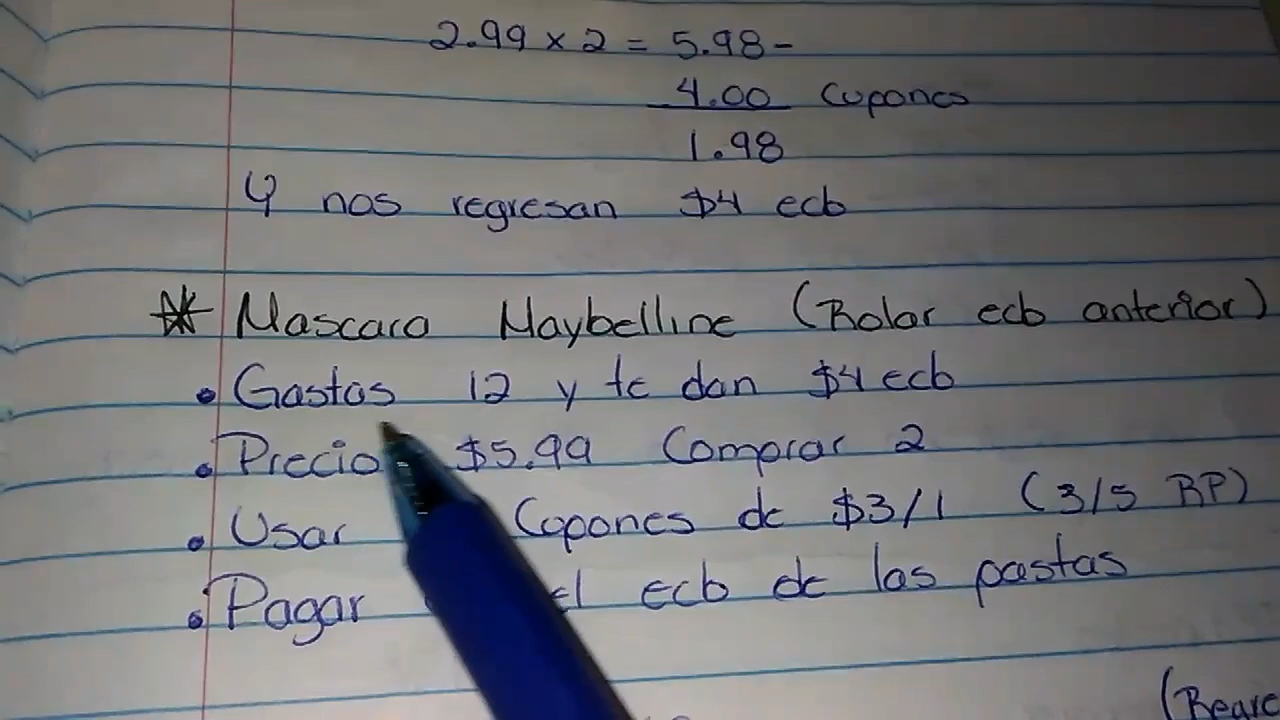 2.99 x 2 = 5.98 -
4.00 Cupones
1.98
Y nos regresan $4 ecb
* Mascara Maybelline (Rolar ecb anterior)
• Gastas 12 y te dan $4 ecb
• Precio $5.99 Comprar 2
• Usar Copones de $3/1 (3/5 RP)
• Pagar el ecb de las pastas